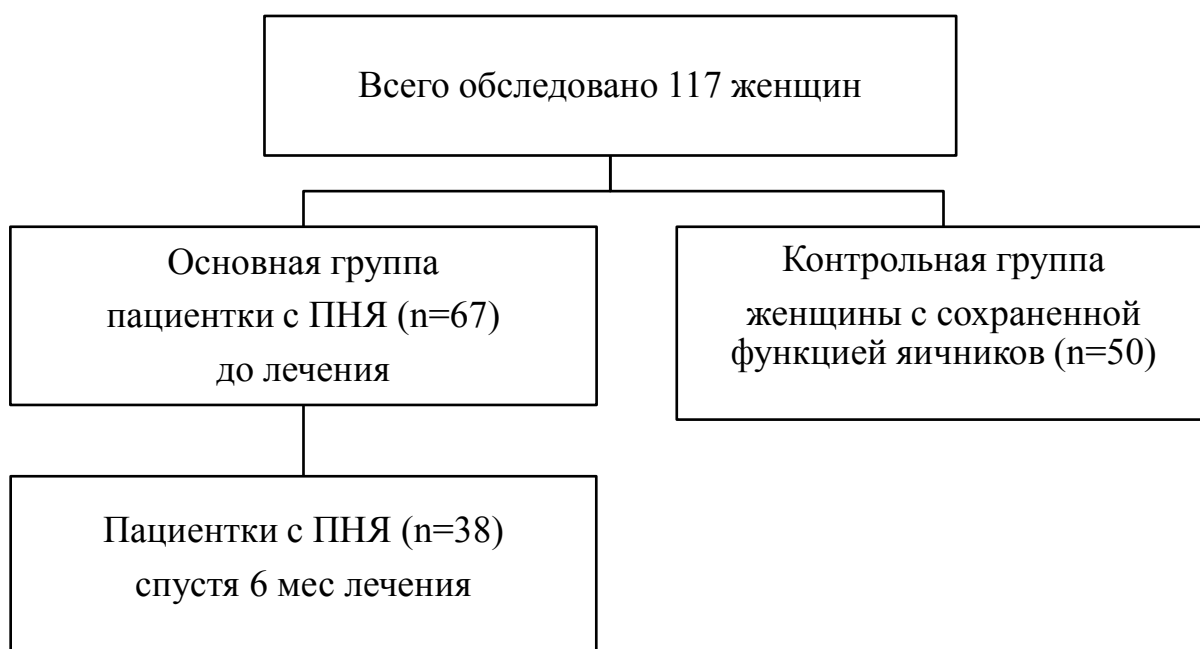 Всего обследовано 117 женщин
Основная группа
пациентки с ПНЯ (n=67)
до лечения
Контрольная группа
женщины с сохраненной
функцией яичников (n=50)
Пациентки с ПНЯ (n=38)
спустя 6 мес лечения